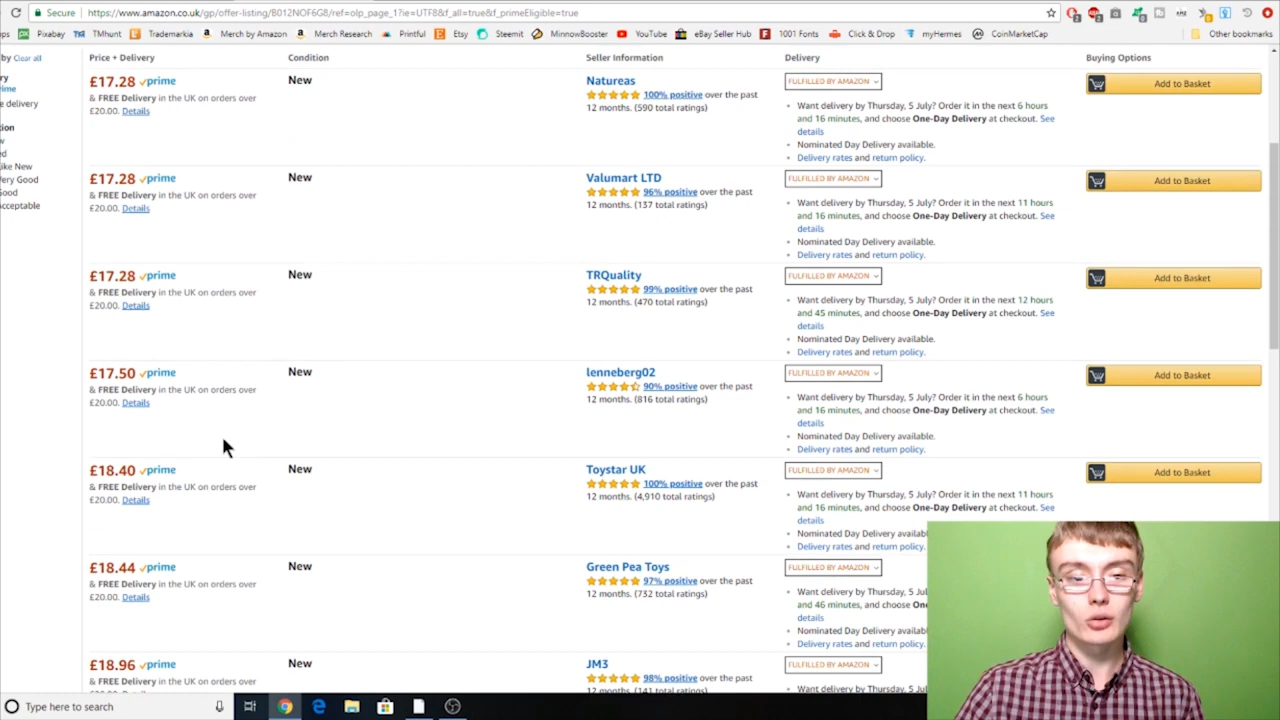 Secure https://www.amazon.co.uk/gp/offer-listing/B012NOF6G8/ref=olp_page_1?ie=UTF8&f_all=true&f_primeEligible=true
Pixabay TMhunt Trademarkia Merch by Amazon Merch Research Printful Etsy Steemit MinnowBooster YouTube eBay Seller Hub 1001 Fonts Click & Drop myHermes CoinMarketCap Other bookmarks
by Clear all Price + Delivery Condition Seller Information Delivery Buying Options
£17.28 prime
& FREE Delivery in the UK on orders over
£20.00. Details
New
Natureas
100% positive over the past
12 months. (590 total ratings)
FULFILLED BY AMAZON
Want delivery by Thursday, 5 July? Order it in the next 6 hours
and 16 minutes, and choose One-Day Delivery at checkout. See
details
Nominated Day Delivery available.
Delivery rates and return policy.
Add to Basket
£17.28 prime
& FREE Delivery in the UK on orders over
£20.00. Details
New
Valumart LTD
96% positive over the past
12 months. (137 total ratings)
FULFILLED BY AMAZON
Want delivery by Thursday, 5 July? Order it in the next 11 hours
and 16 minutes, and choose One-Day Delivery at checkout. See
details
Nominated Day Delivery available.
Delivery rates and return policy.
Add to Basket
£17.28 prime
& FREE Delivery in the UK on orders over
£20.00. Details
New
TRQuality
99% positive over the past
12 months. (470 total ratings)
FULFILLED BY AMAZON
Want delivery by Thursday, 5 July? Order it in the next 12 hours
and 45 minutes, and choose One-Day Delivery at checkout. See
details
Nominated Day Delivery available.
Delivery rates and return policy.
Add to Basket
£17.50 prime
& FREE Delivery in the UK on orders over
£20.00. Details
New
lenneberg02
90% positive over the past
12 months. (816 total ratings)
FULFILLED BY AMAZON
Want delivery by Thursday, 5 July? Order it in the next 6 hours
and 16 minutes, and choose One-Day Delivery at checkout. See
details
Nominated Day Delivery available.
Delivery rates and return policy.
Add to Basket
£18.40 prime
& FREE Delivery in the UK on orders over
£20.00. Details
New
Toystar UK
100% positive over the past
12 months. (4,910 total ratings)
FULFILLED BY AMAZON
Want delivery by Thursday, 5 July? Order it in the next 11 hours
and 16 minutes, and choose One-Day Delivery at checkout. See
details
Nominated Day Delivery
Delivery rates and return policy.
Add to Basket
£18.44 prime
& FREE Delivery in the UK on orders over
£20.00. Details
New
Green Pea Toys
97% positive over the past
12 months. (732 total ratings)
FULFILLED BY AMAZON
Want delivery by Thursday
and 46 minutes, and choose
details
Nominated Day Delivery
Delivery rates and return policy.
£18.96 prime
New
JM3
98% positive over the past
12 months. (141 total ratings)
FULFILLED BY AMAZON
Want delivery by Thursday
e delivery
ike New
ery Good
Good
Acceptable
Type here to search